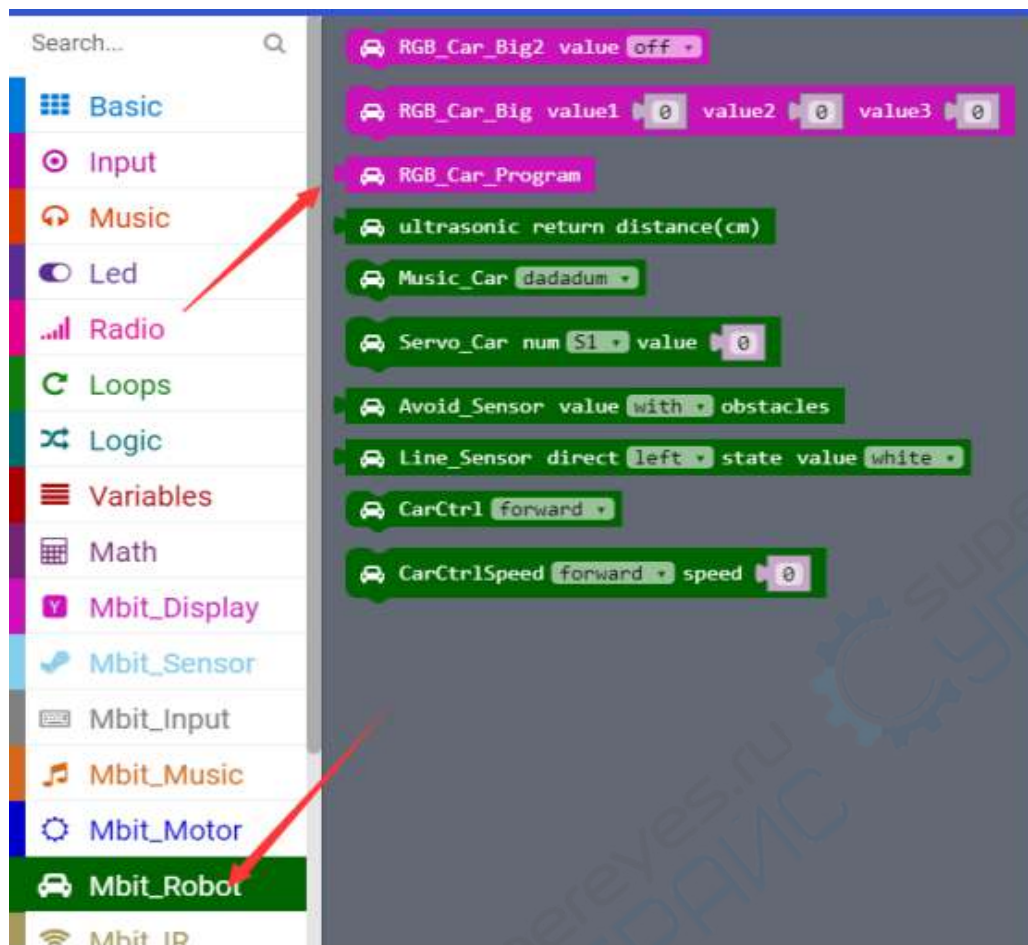 Search...
Basic
Input
Music
Led
Radio
Loops
Logic
Variables
Math
Mbit_Display
Mbit_Sensor
Mbit_Input
Mbit_Music
Mbit_Motor
Mbit_Robot
Mbit_IR
RGB_Car_Big2 value off
RGB_Car_Big value1 0 value2 0 value3 0
RGB_Car_Program
ultrasonic return distance(cm)
Music_Car dadadum
Servo_Car num S1 value 0
Avoid_Sensor value with obstacles
Line_Sensor direct left state value white
CarCtrl forward
CarCtrlSpeed forward speed 0